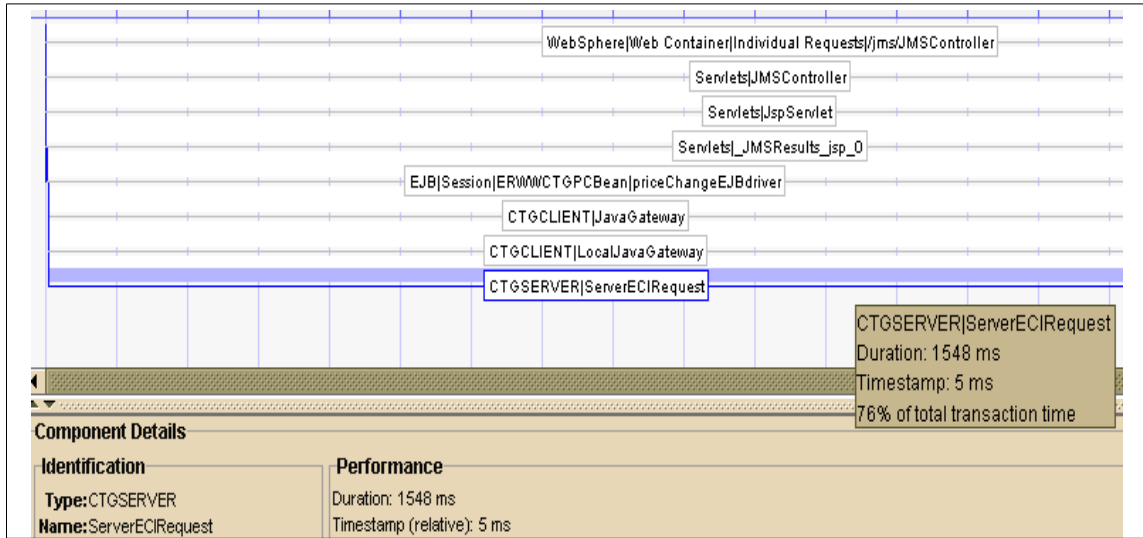 WebSphere|Web Container|Individual Requests|/jms/JMSController
Servlets|JMSController
Servlets|JspServlet
Servlets|_JMSResults_jsp_0
EJB|Session|ERWWCTGPCBean|priceChangeEJBdriver
CTGCLIENT|JavaGateway
CTGCLIENT|LocalJavaGateway
CTGSERVER|ServerECIRequest
CTGSERVER|ServerECIRequest
Duration: 1548 ms
Timestamp: 5 ms
76% of total transaction time
Component Details
Identification
Type:CTGSERVER
Name:ServerECIRequest
Performance
Duration: 1548 ms
Timestamp (relative): 5 ms